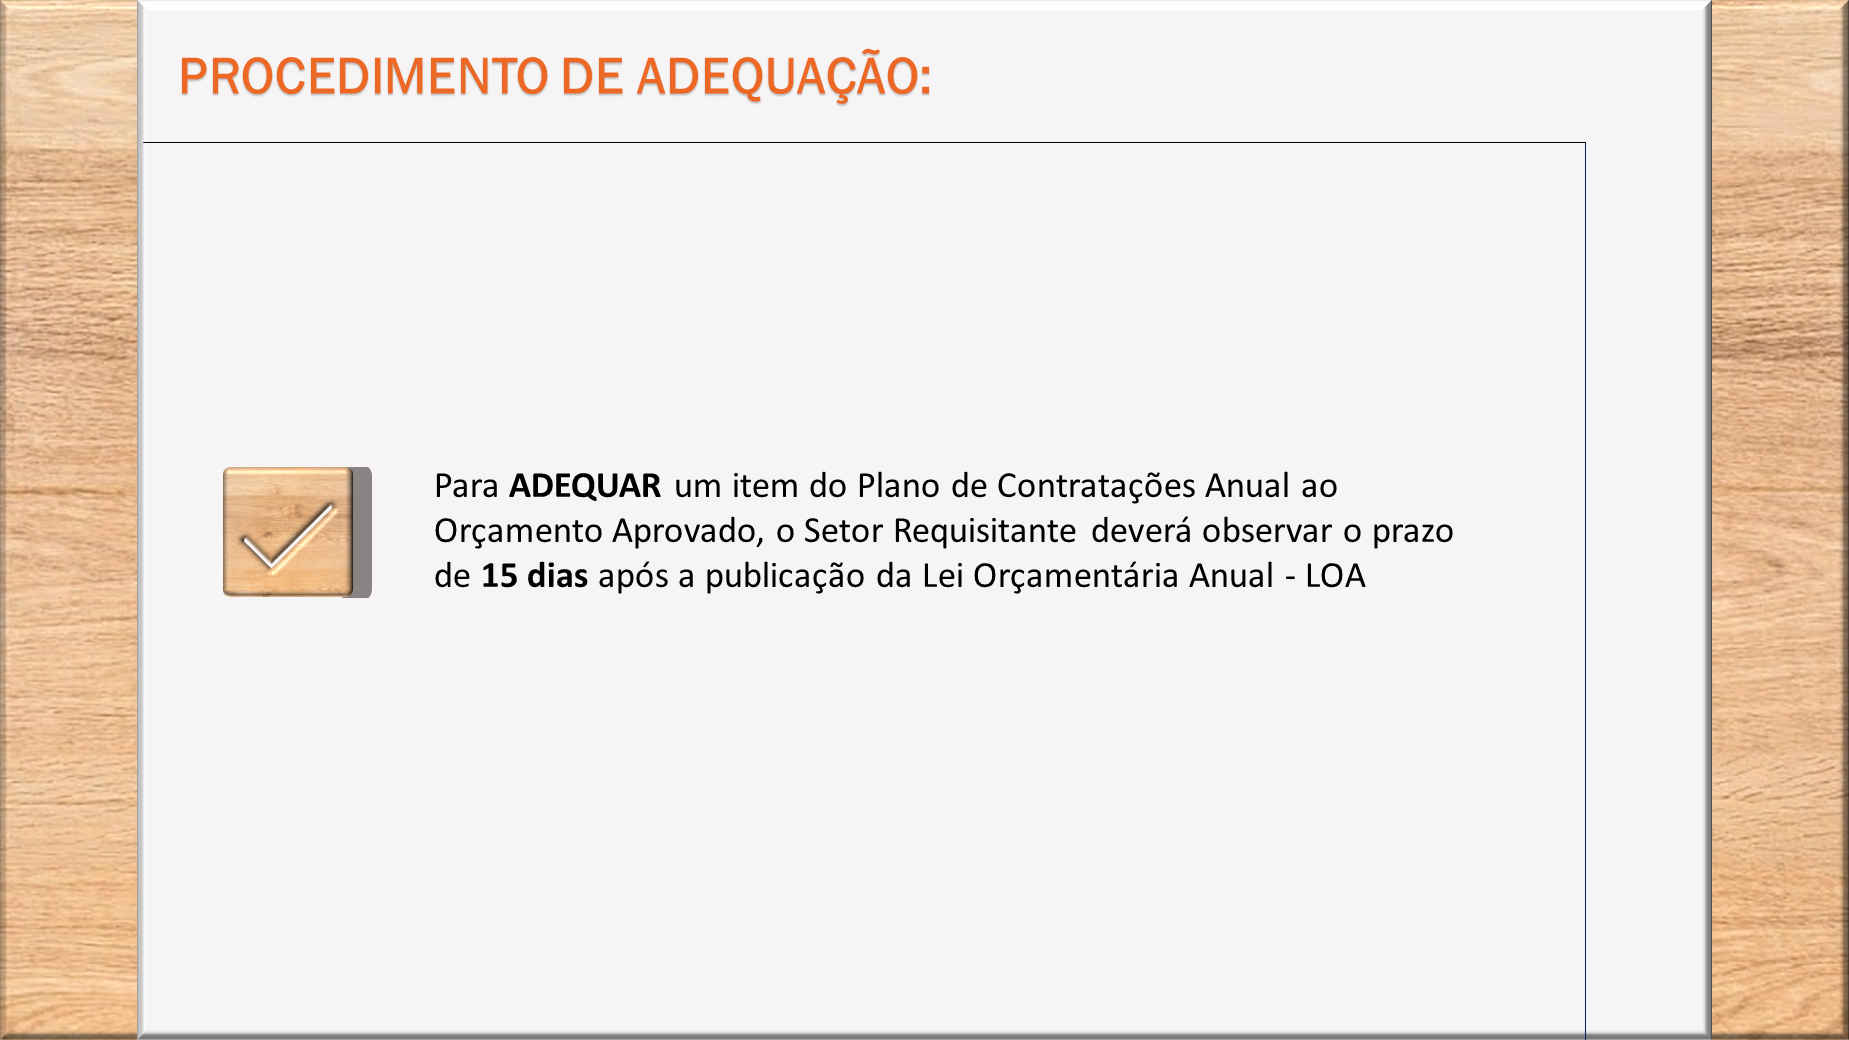 PROCEDIMENTO DE ADEQUAÇÃO:
Para ADEQUAR um item do Plano de Contratações Anual ao
Orçamento Aprovado, o Setor Requisitante deverá observar o prazo
de 15 dias após a publicação da Lei Orçamentária Anual - LOA